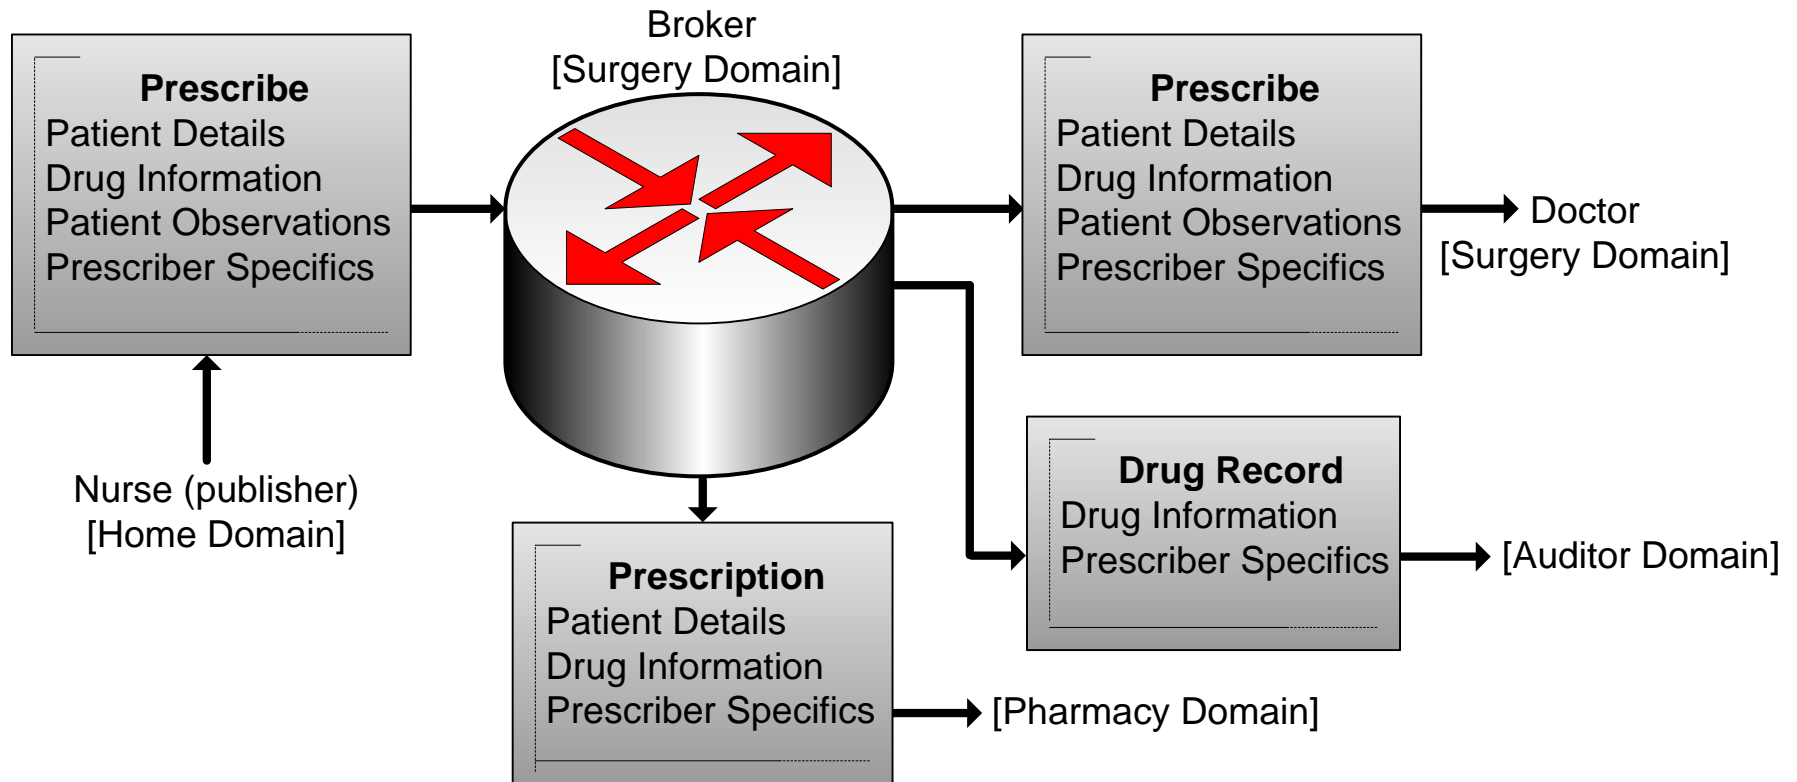 Broker
[Surgery Domain]
Prescribe
Patient Details
Drug Information
Patient Observations
Prescriber Specifics
Nurse (publisher)
[Home Domain]
Prescribe
Patient Details
Drug Information
Patient Observations
Prescriber Specifics
Doctor
[Surgery Domain]
Drug Record
Drug Information
Prescriber Specifics
[Auditor Domain]
Prescription
Patient Details
Drug Information
Prescriber Specifics
[Pharmacy Domain]